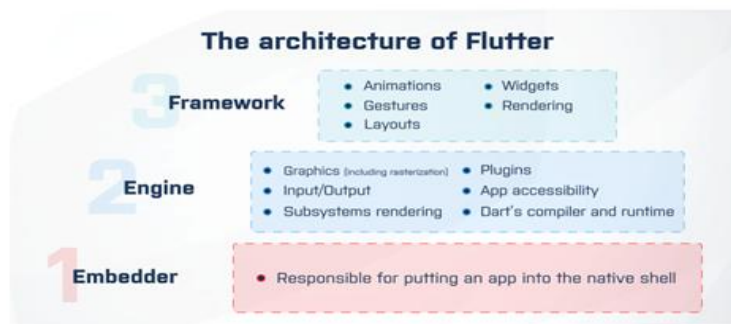 The architecture of Flutter
3 Framework
• Animations
• Gestures
• Layouts
• Widgets
• Rendering
2 Engine
• Graphics (including rasterization)
• Input/Output
• Subsystems rendering
• Plugins
• App accessibility
• Dart's compiler and runtime
1 Embedder
• Responsible for putting an app into the native shell